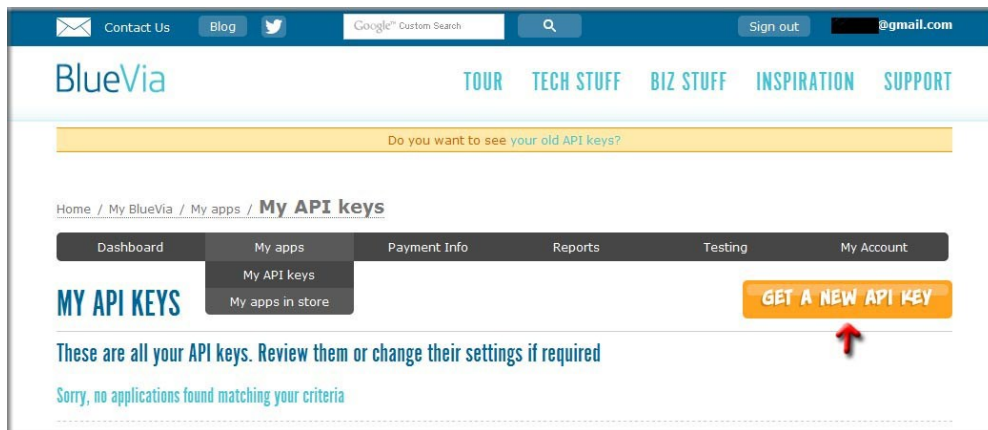 Contact Us Blog Google™ Custom Search Sign out @gmail.com
BlueVia TOUR TECH STUFF BIZ STUFF INSPIRATION SUPPORT
Do you want to see your old API keys?
Home / My BlueVia / My apps / My API keys
Dashboard My apps Payment Info Reports Testing My Account
My API keys
My apps in store
MY API KEYS GET A NEW API KEY
These are all your API keys. Review them or change their settings if required
Sorry, no applications found matching your criteria